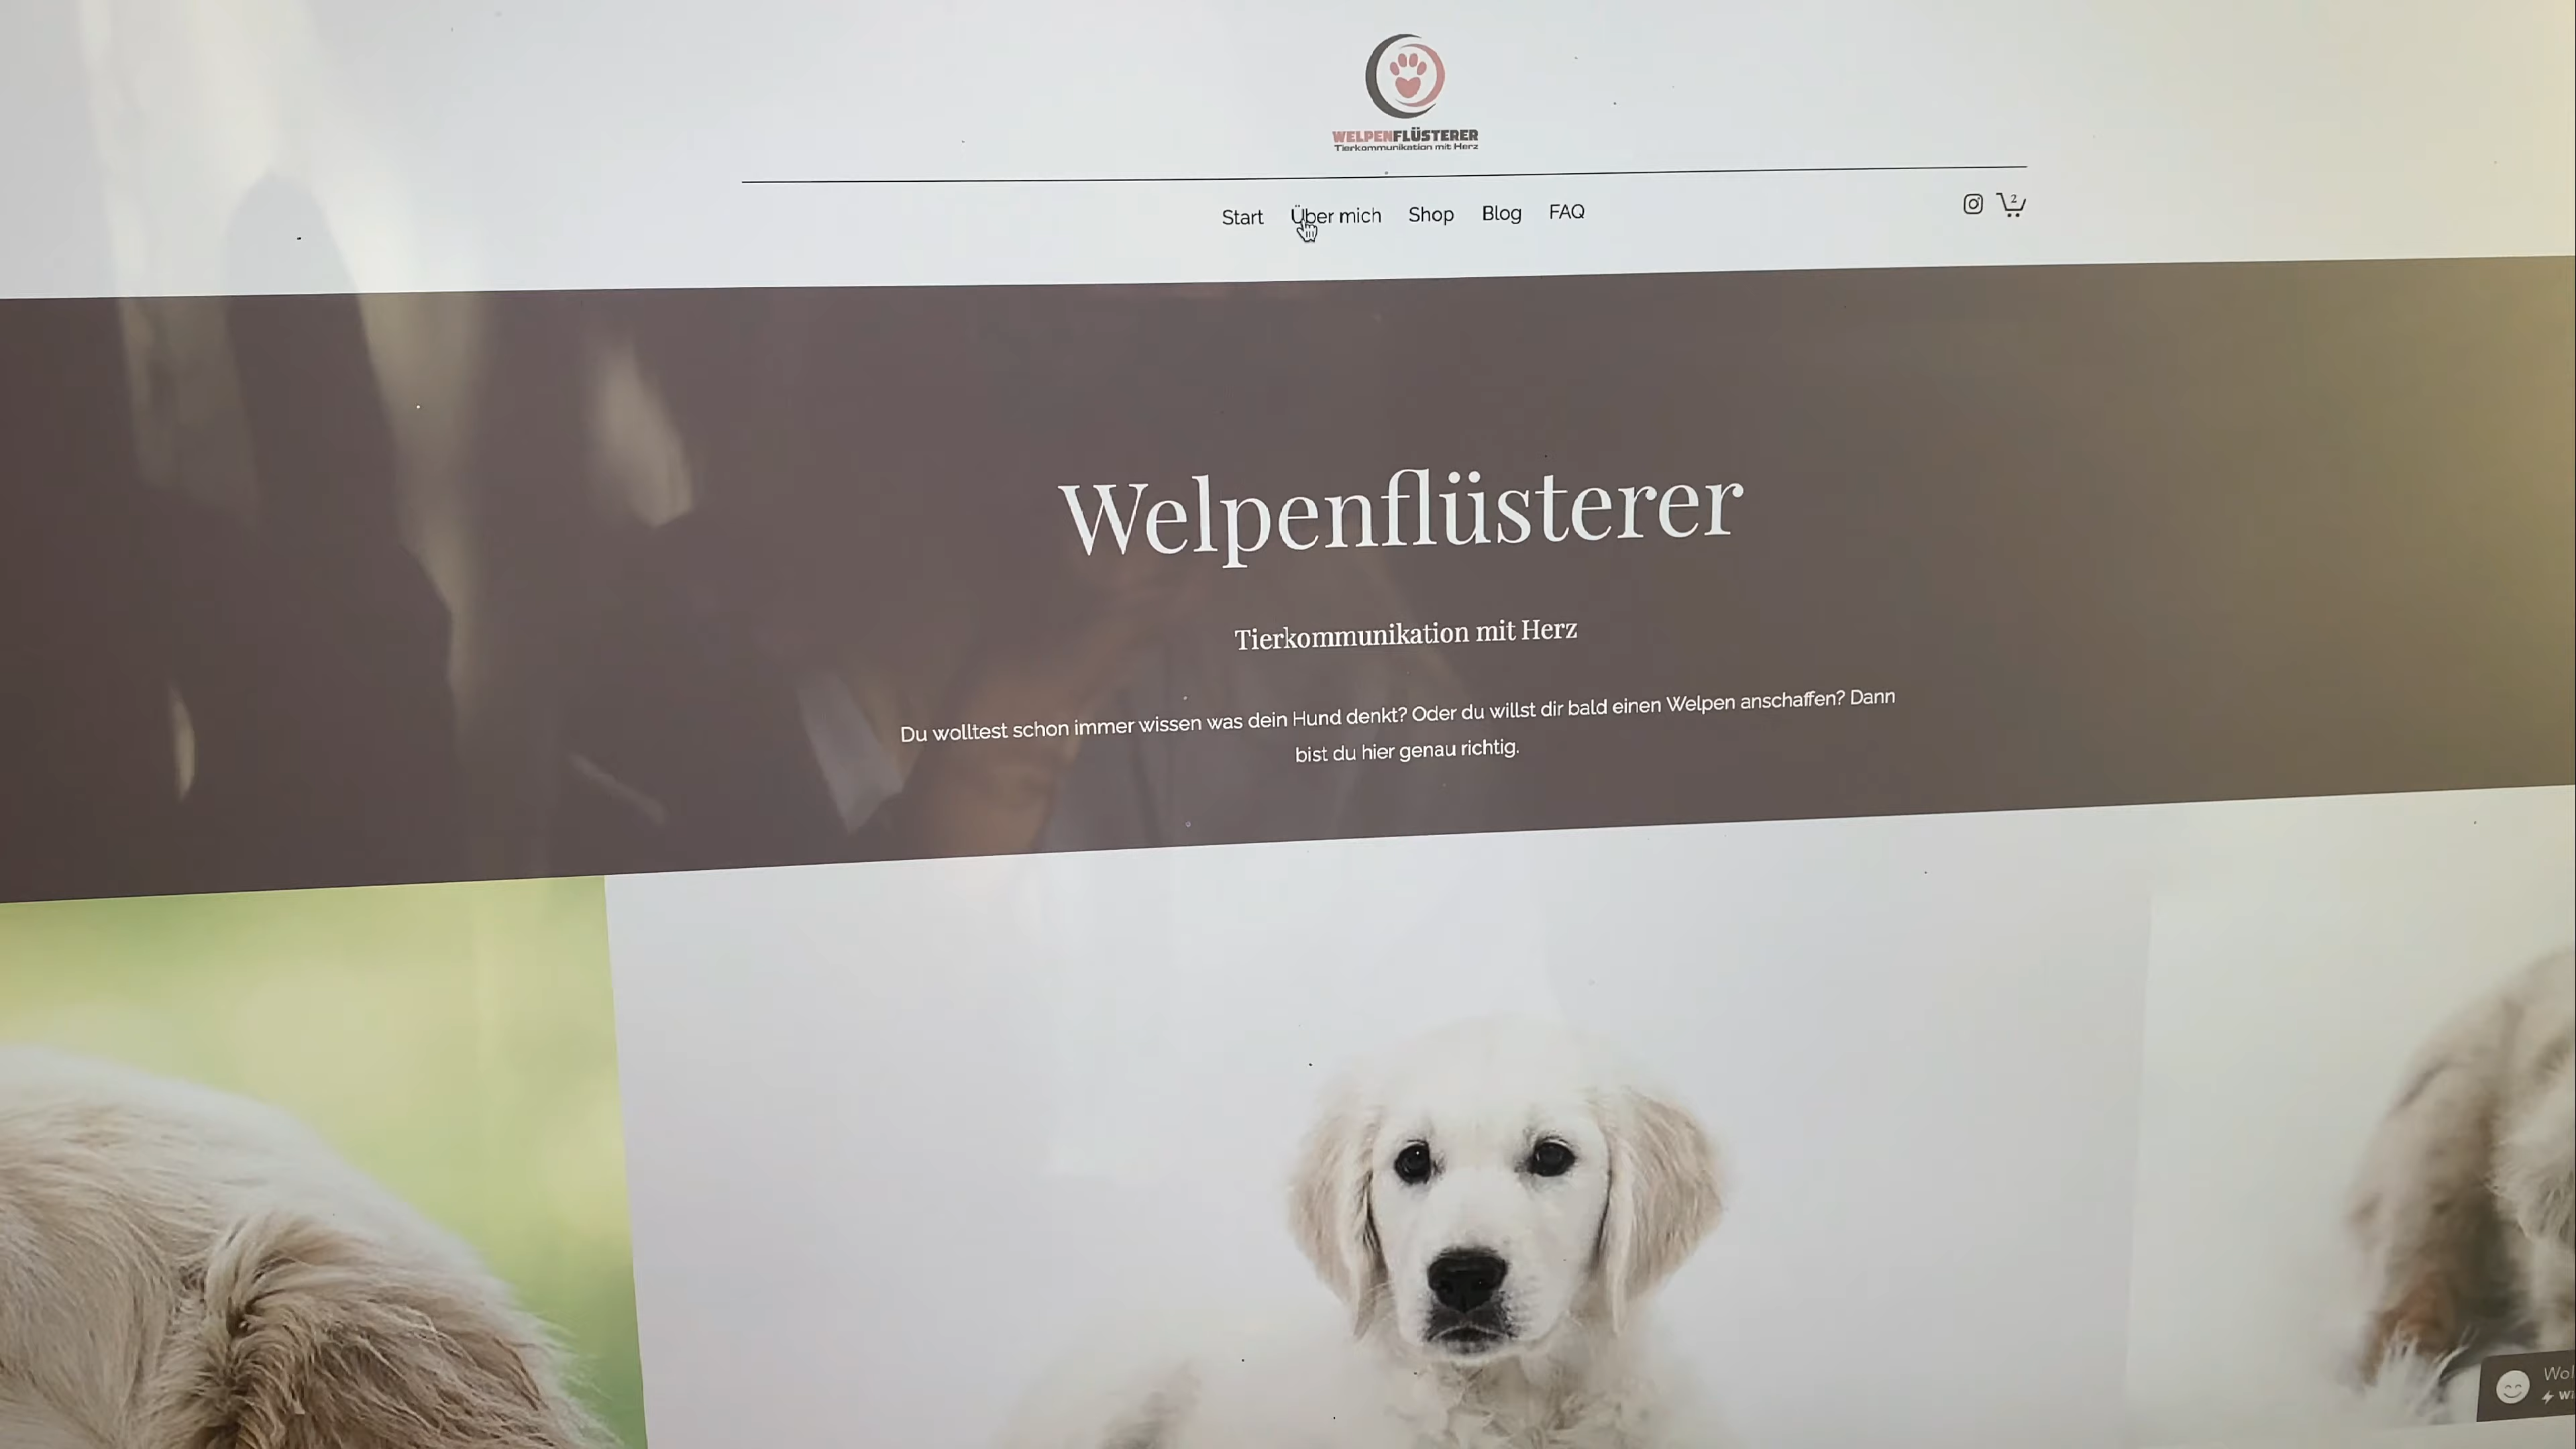 WELPENFLÜSTERER
Tierkommunikation mit Herz
Start Über mich Shop Blog FAQ
2
Welpenflüsterer
Tierkommunikation mit Herz
Du wolltest schon immer wissen was dein Hund denkt? Oder du willst dir bald einen Welpen anschaffen? Dann
bist du hier genau richtig.